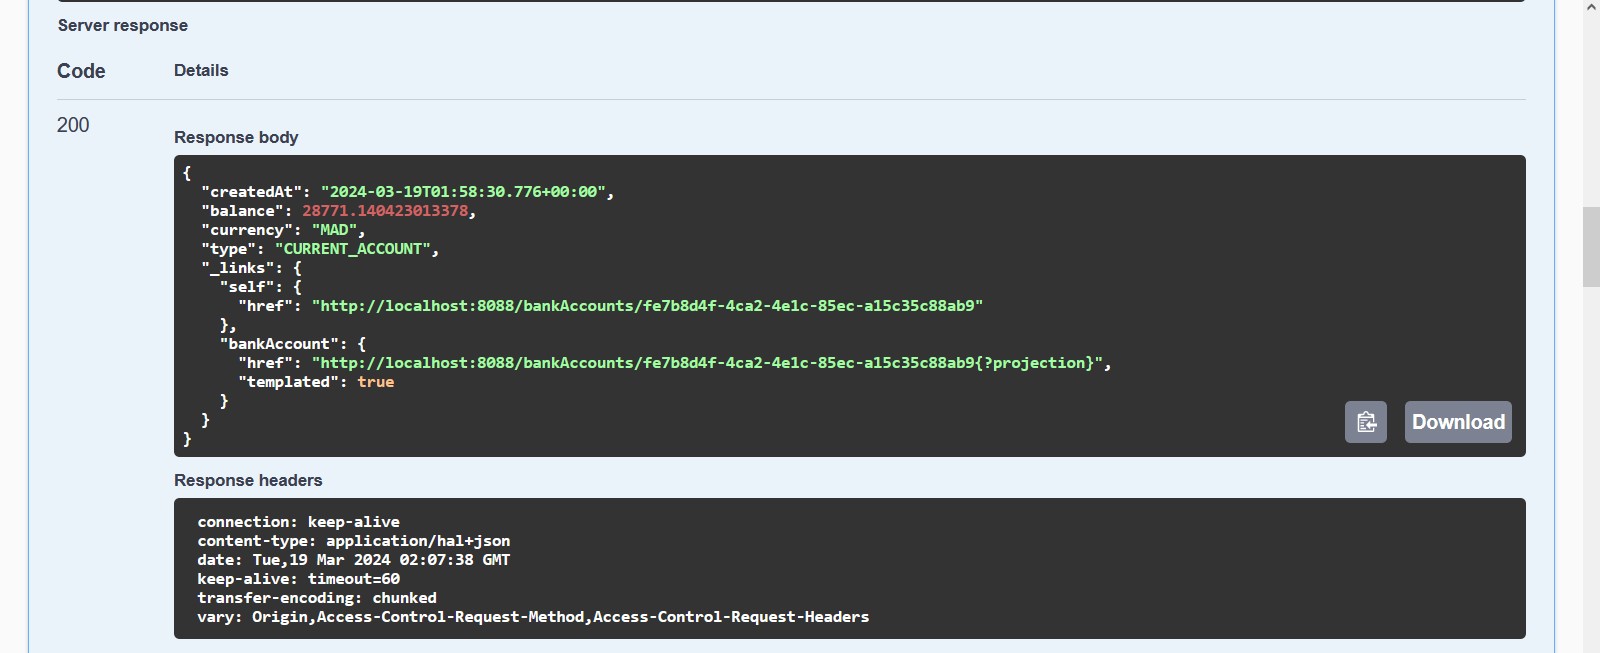 Server response
Code Details
200
Response body
{
  "createdAt": "2024-03-19T01:58:30.776+00:00",
  "balance": 28771.140423013378,
  "currency": "MAD",
  "type": "CURRENT_ACCOUNT",
  "_links": {
    "self": {
      "href": "http://localhost:8088/bankAccounts/fe7b8d4f-4ca2-4e1c-85ec-a15c35c88ab9"
    },
    "bankAccount": {
      "href": "http://localhost:8088/bankAccounts/fe7b8d4f-4ca2-4e1c-85ec-a15c35c88ab9{?projection}",
      "templated": true
    }
  }
}
Download
Response headers
connection: keep-alive
content-type: application/hal+json
date: Tue,19 Mar 2024 02:07:38 GMT
keep-alive: timeout=60
transfer-encoding: chunked
vary: Origin,Access-Control-Request-Method,Access-Control-Request-Headers